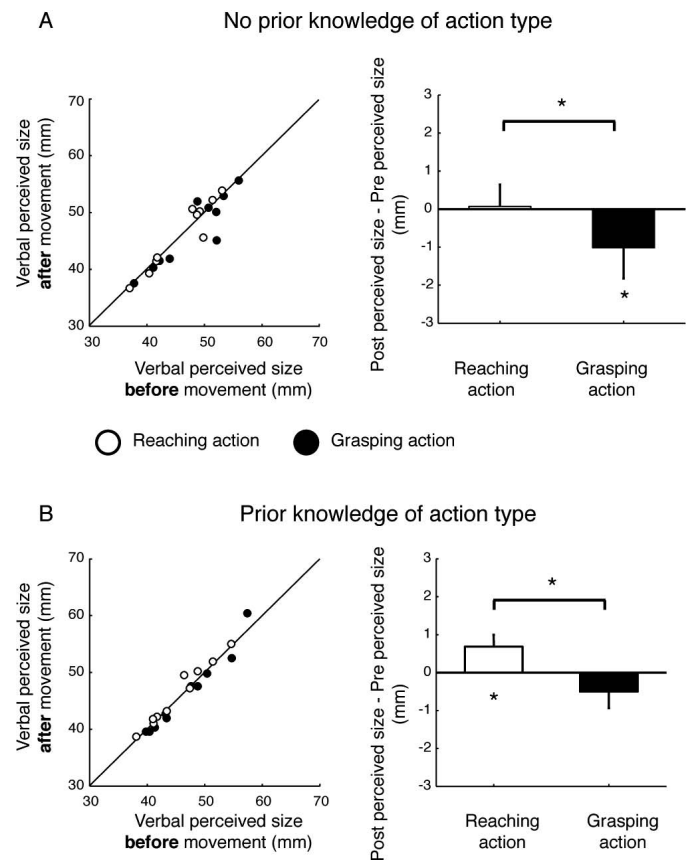 A
No prior knowledge of action type
Verbal perceived size
after movement (mm)
70
60
50
40
30
30
40
50
60
70
Verbal perceived size
before movement (mm)
Post perceived size - Pre perceived size
(mm)
3
2
1
0
-1
-2
-3
*
*
Reaching
action
Grasping
action
Reaching action
Grasping action
B
Prior knowledge of action type
Verbal perceived size
after movement (mm)
70
60
50
40
30
30
40
50
60
70
Verbal perceived size
before movement (mm)
Post perceived size - Pre perceived size
(mm)
3
2
1
0
-1
-2
-3
*
*
Reaching
action
Grasping
action